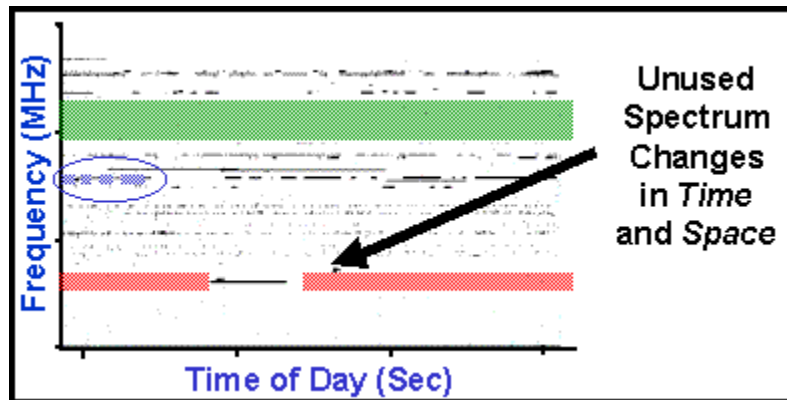 Frequency (MHz)
Unused
Spectrum
Changes
in Time
and Space
Time of Day (Sec)